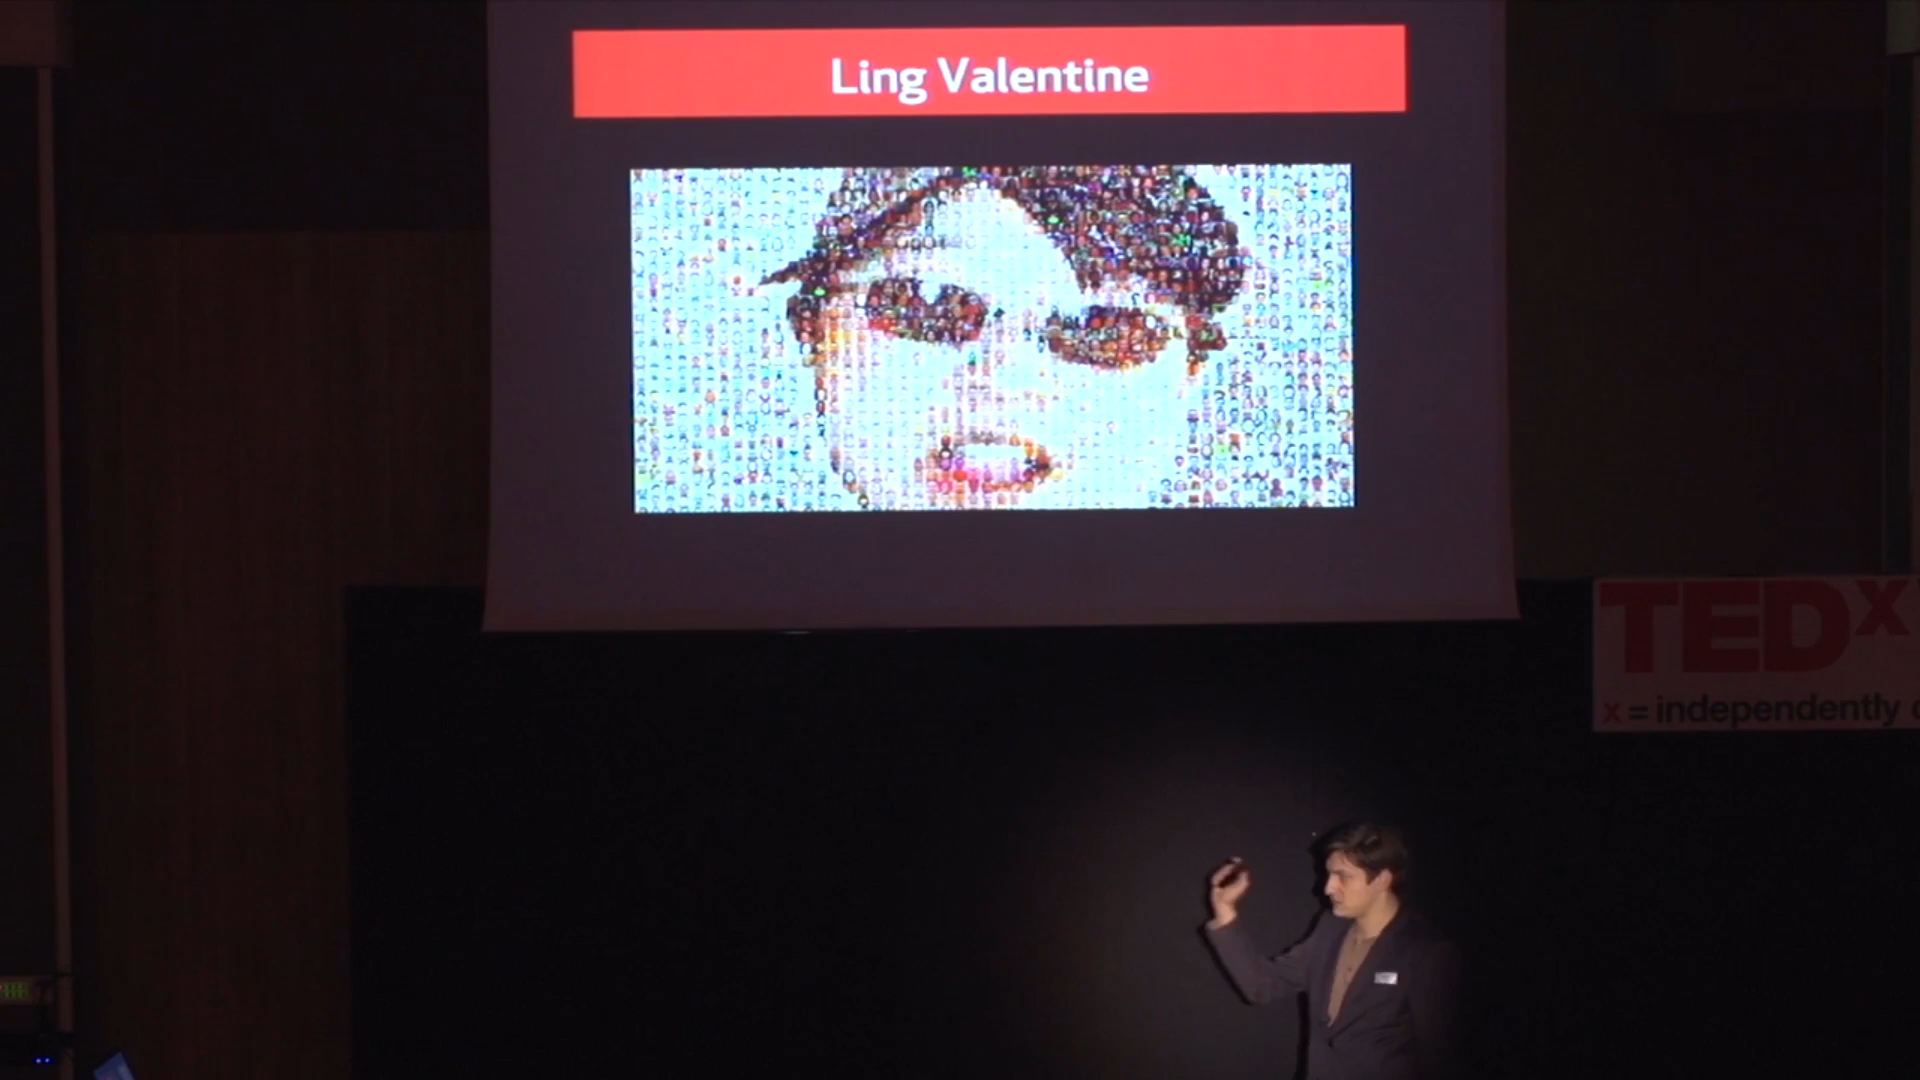 Ling Valentine
TEDx
x = independently